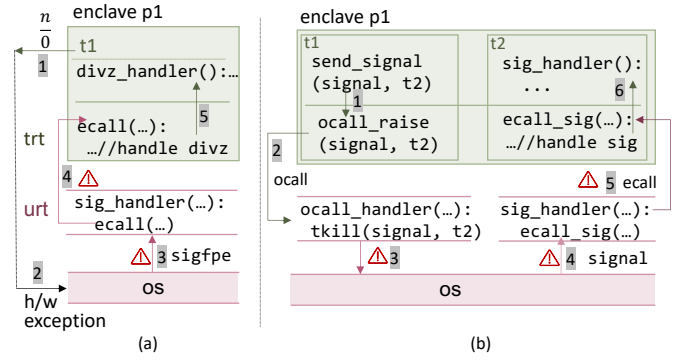 enclave p1
n
0
1
t1
divz_handler():…
5
ecall(…):
…//handle divz
trt
4
urt
sig_handler(…):
ecall(…)
2
3 sigfpe
OS
h/w
exception
(a)
enclave p1
t1
send_signal
(signal, t2)
1
ocall_raise
(signal, t2)
t2
sig_handler():
...
6
ecall_sig(…):
…//handle sig
2
ocall
5 ecall
ocall_handler(…):
tkill(signal, t2)
sig_handler(…):
ecall_sig(…)
3
4 signal
OS
(b)